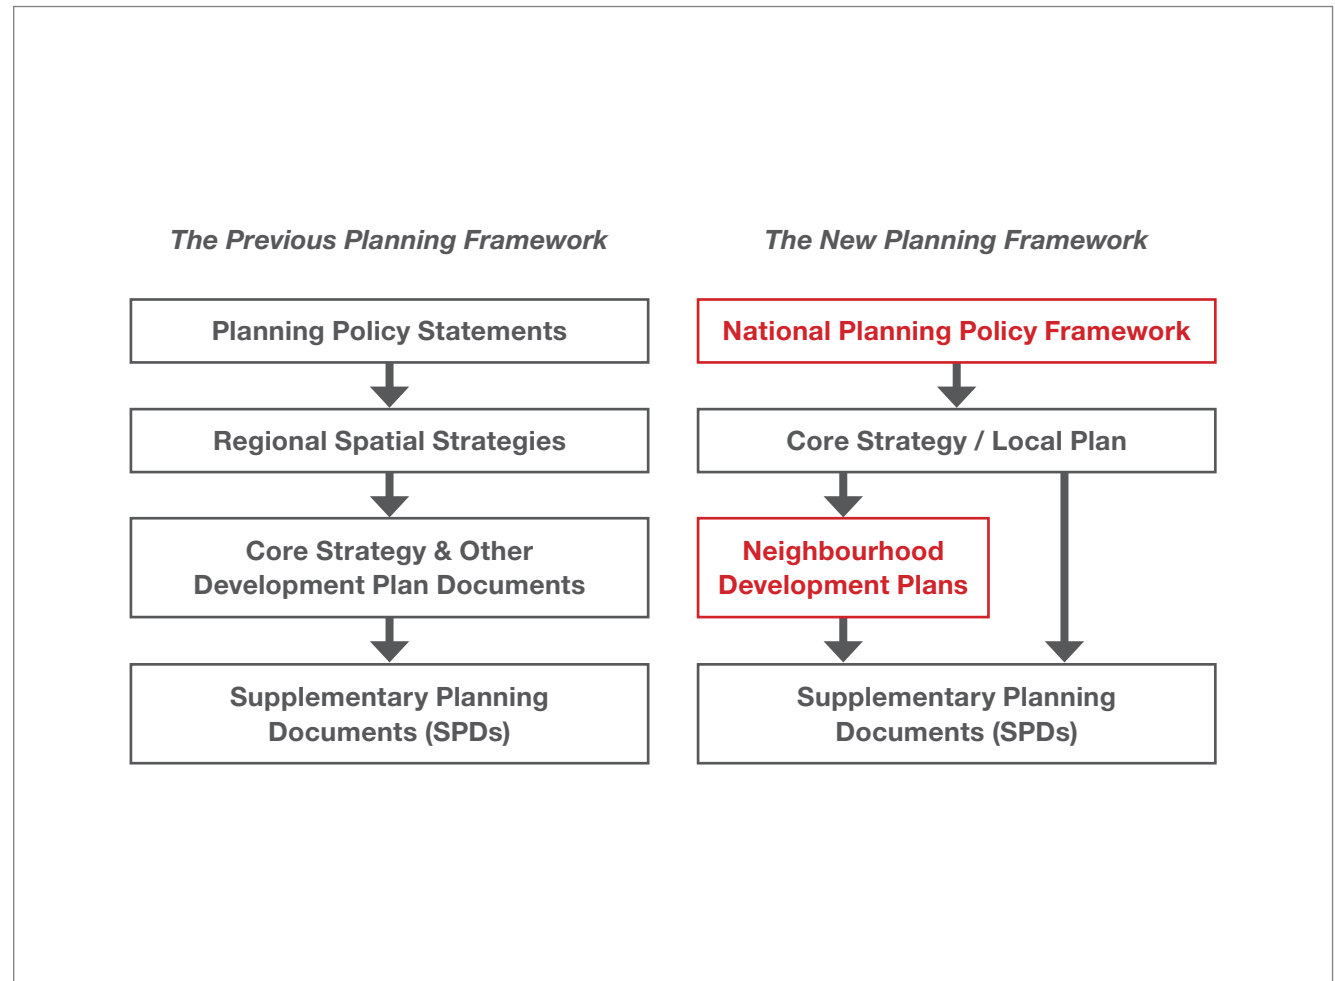 The Previous Planning Framework
Planning Policy Statements
Regional Spatial Strategies
Core Strategy & Other
Development Plan Documents
Supplementary Planning
Documents (SPDs)
The New Planning Framework
National Planning Policy Framework
Core Strategy / Local Plan
Neighbourhood
Development Plans
Supplementary Planning
Documents (SPDs)